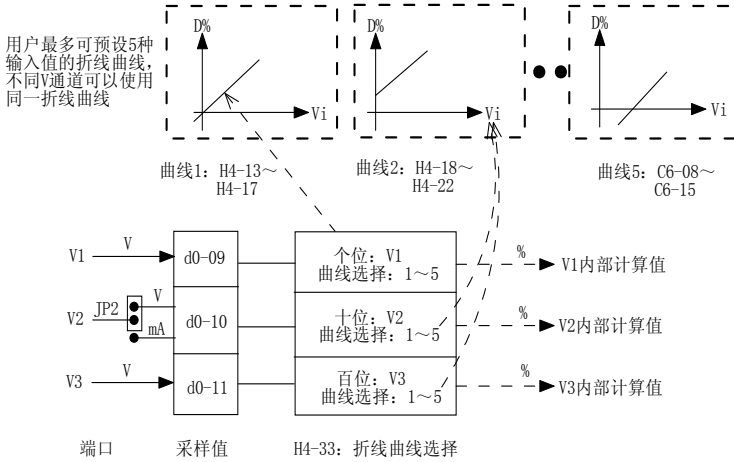 用户最多可预设5种
输入值的折线曲线，
不同V通道可以使用
同一折线曲线
D%
Vi
D%
Vi
D%
Vi
曲线1: H4-13～
H4-17
曲线2: H4-18～
H4-22
曲线5: C6-08～
C6-15
V1
V
d0-09
个位: V1
曲线选择: 1～5
%
V1内部计算值
V2
JP2
V
mA
d0-10
十位: V2
曲线选择: 1～5
%
V2内部计算值
V3
V
d0-11
百位: V3
曲线选择: 1～5
%
V3内部计算值
端口
采样值
H4-33: 折线曲线选择